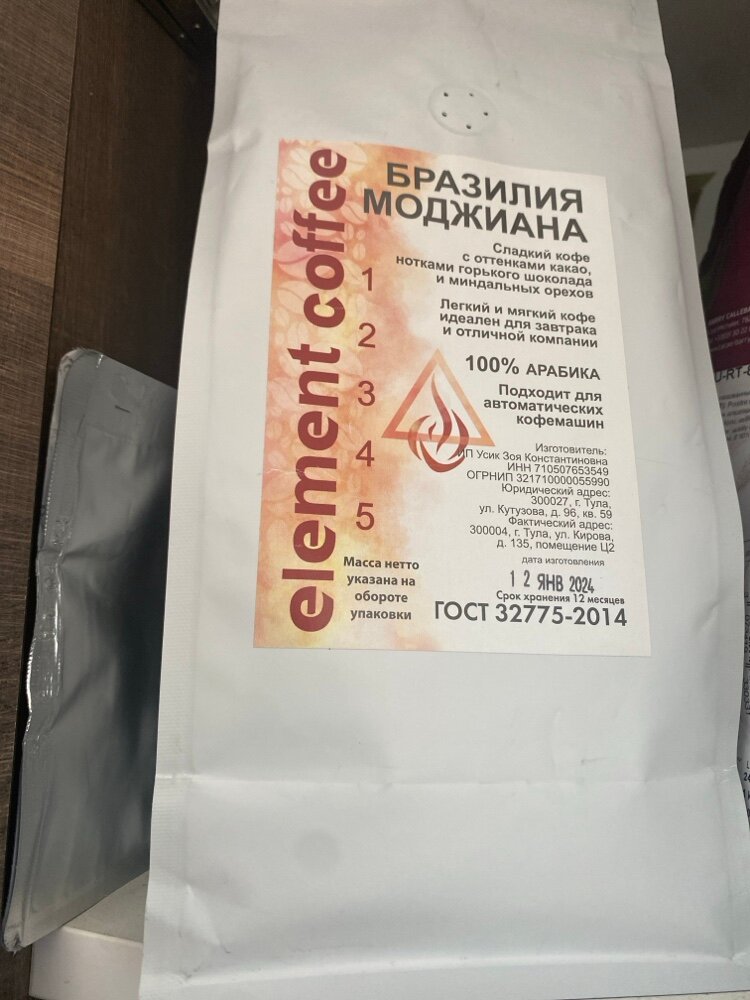 element coffee
БРАЗИЛИЯ
МОДЖИАНА
Сладкий кофе
с оттенками какао,
нотками горького шоколада
и миндальных орехов
Легкий и мягкий кофе
идеален для завтрака
и отличной компании
100% АРАБИКА
Подходит для
автоматических
кофемашин
1
2
3
4
5
Изготовитель:
ИП Усик Зоя Константиновна
ИНН 710507653549
ОГРНИП 321710000055990
Юридический адрес:
300027, г. Тула,
ул. Кутузова, д. 96, кв. 59
Фактический адрес:
300004, г. Тула, ул. Кирова,
д. 135, помещение Ц2
дата изготовления
12 ЯНВ 2024
Срок хранения 12 месяцев
ГОСТ 32775-2014
Масса нетто
указана на
обороте
упаковки